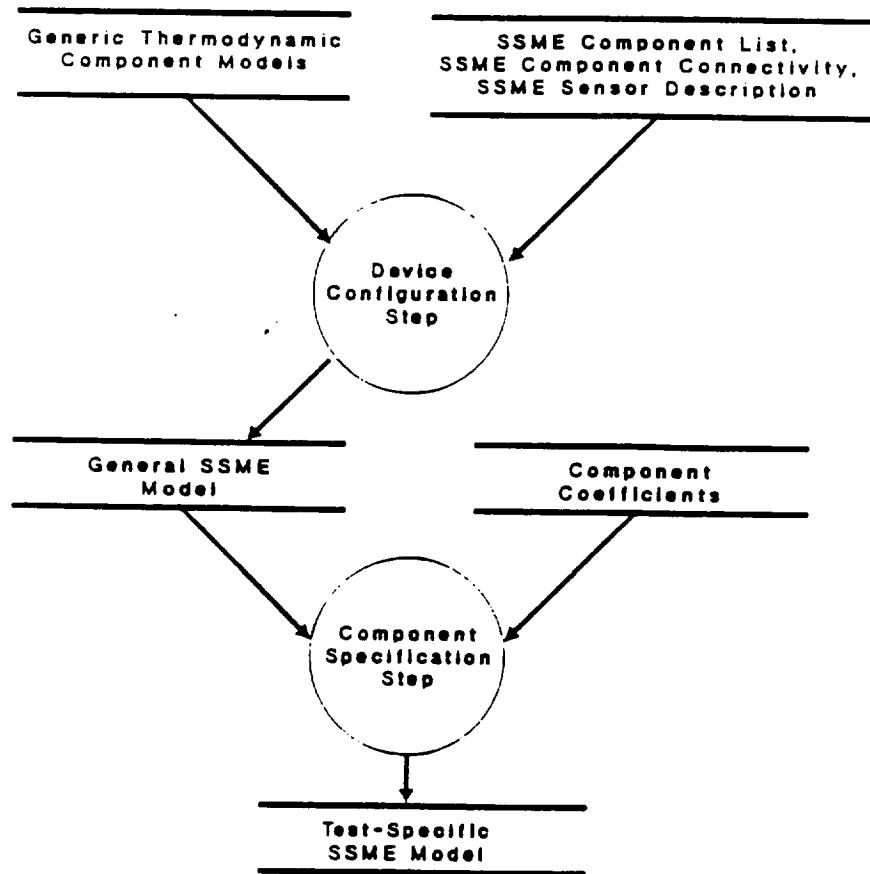 Generic Thermodynamic
Component Models
SSME Component List,
SSME Component Connectivity,
SSME Sensor Description
Device
Configuration
Step
General SSME
Model
Component
Coefficients
Component
Specification
Step
Test-Specific
SSME Model